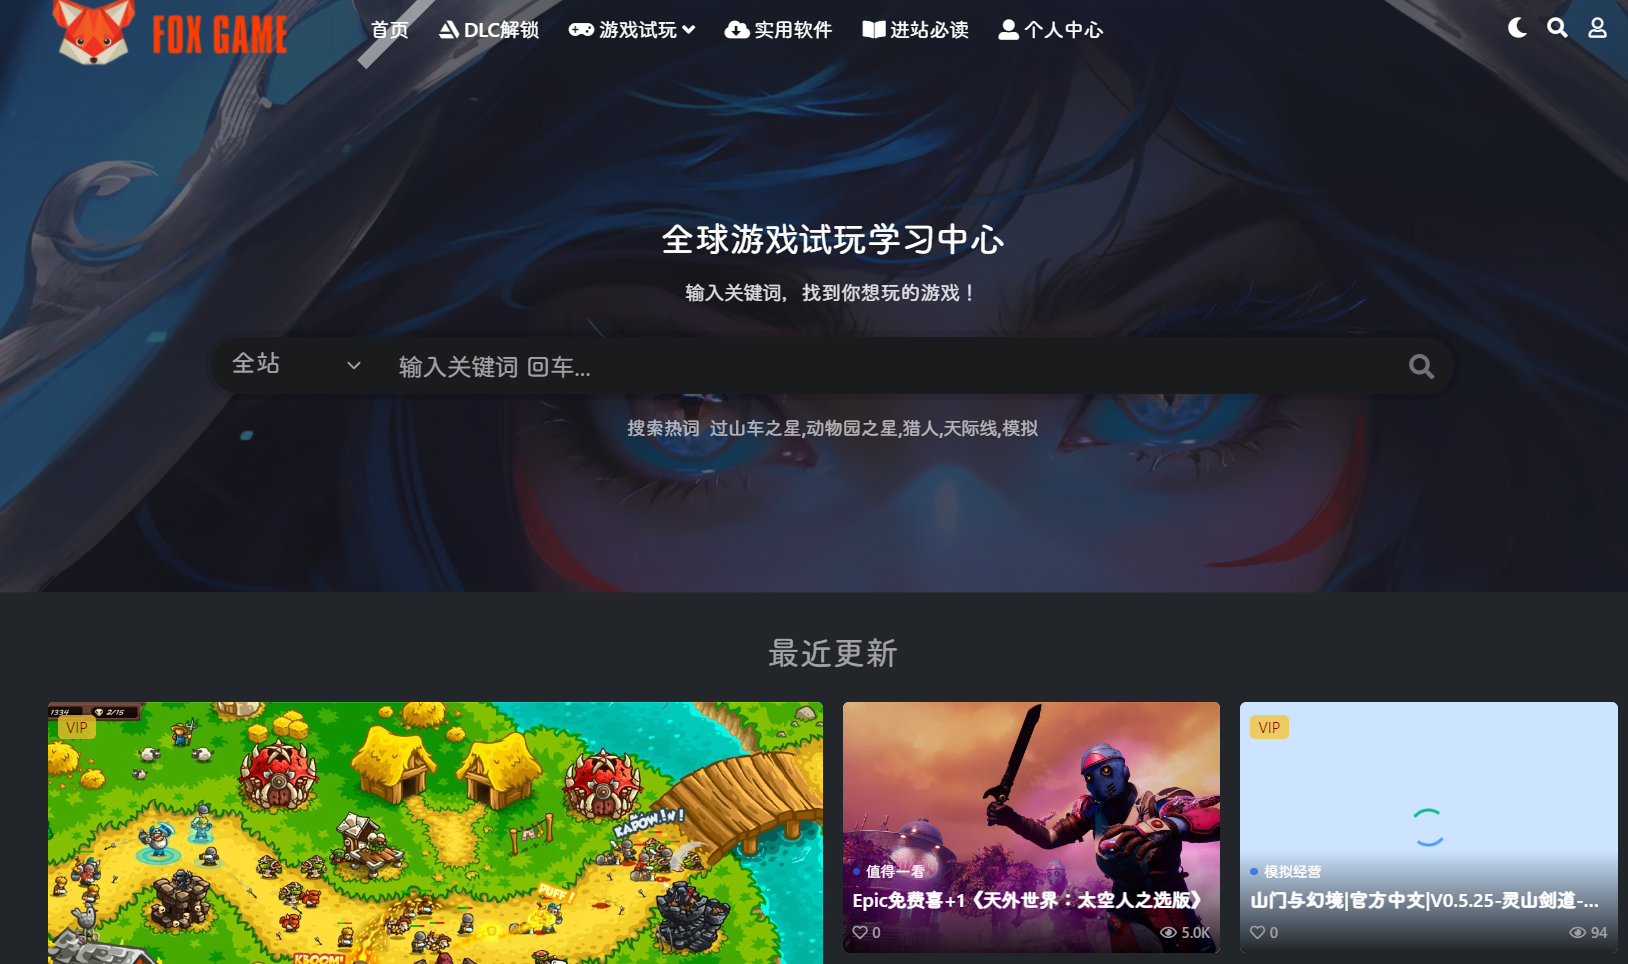 FOX GAME
首页
DLC解锁
游戏试玩
实用软件
进站必读
个人中心
全球游戏试玩学习中心
输入关键词，找到你想玩的游戏！
全站
输入关键词 回车...
搜索热词 过山车之星,动物园之星,猎人,天际线,模拟
最近更新
1334
2/15
VIP
KAPOW!N!
PUFF!
KBOOM!
值得一看
Epic免费喜+1《天外世界：太空人之选版》
0
5.0K
VIP
模拟经营
山门与幻境|官方中文|V0.5.25-灵山剑道-...
0
94